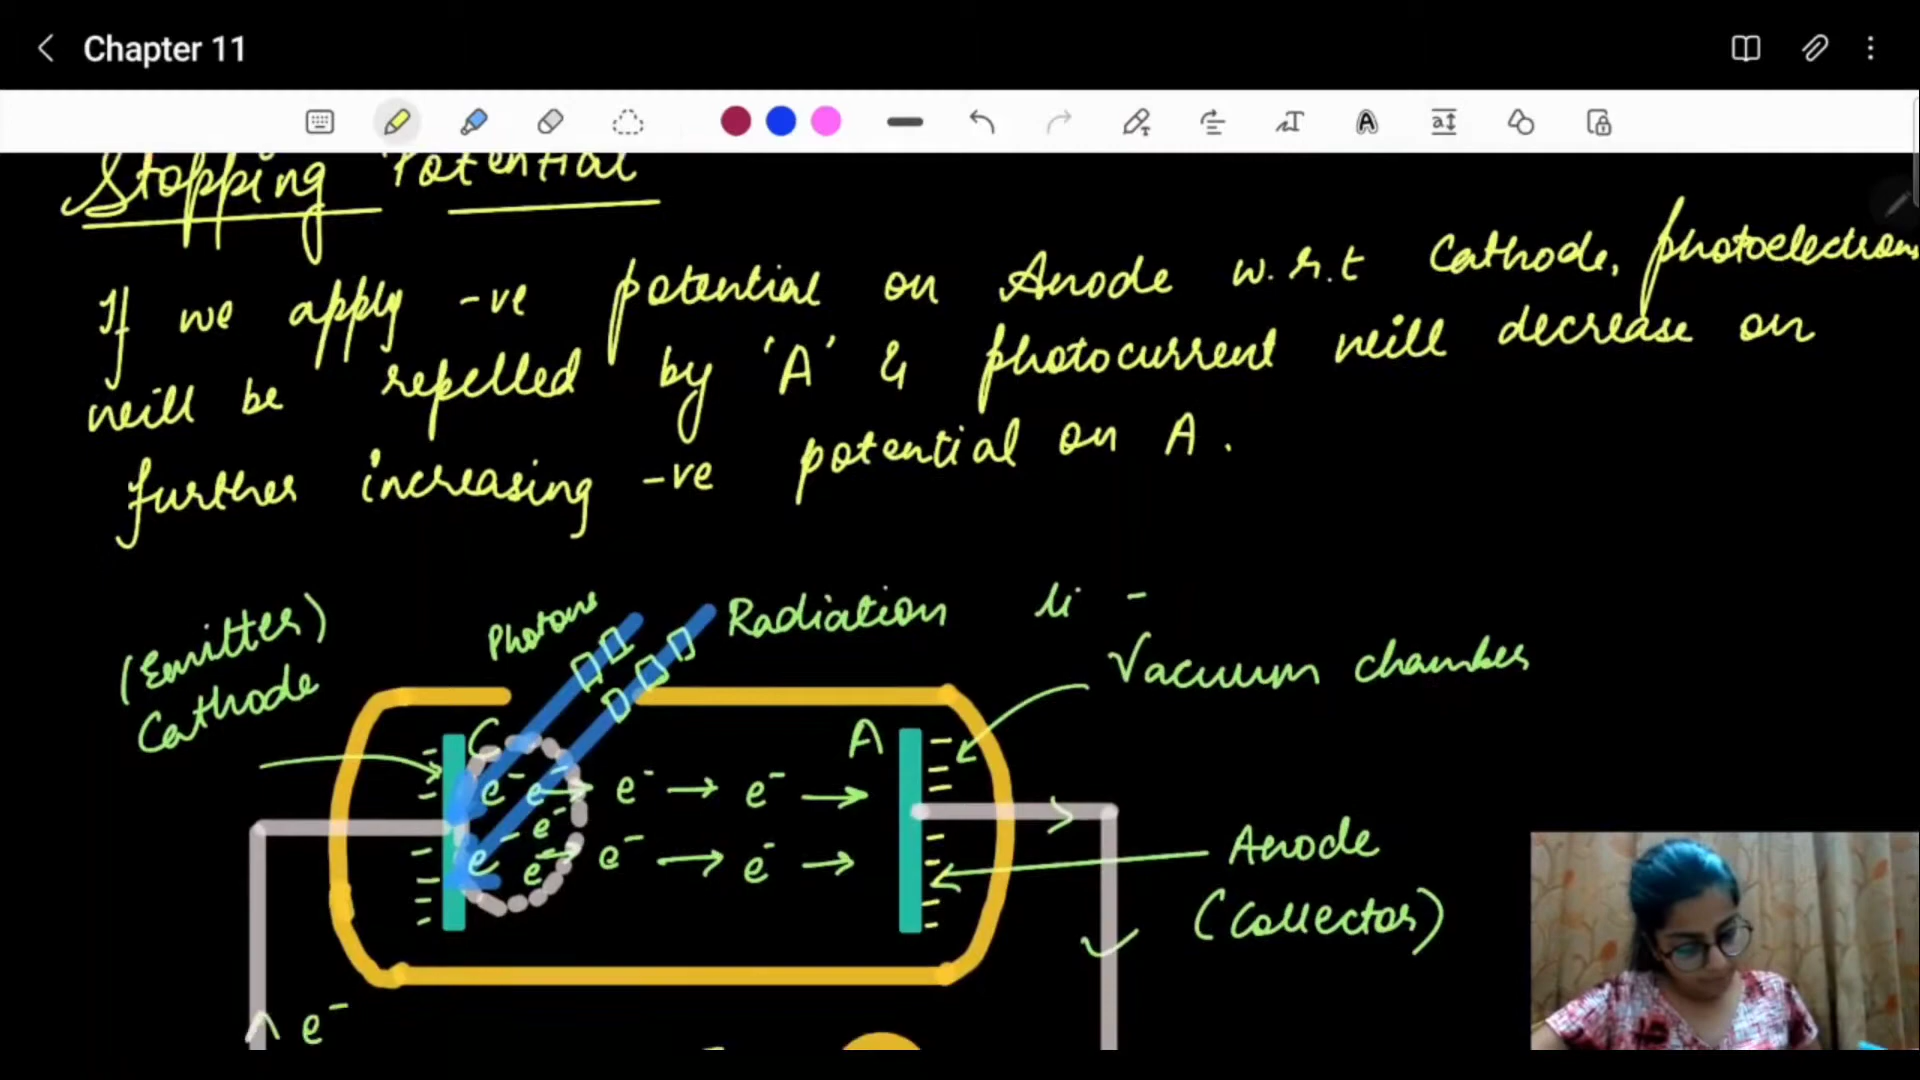 Chapter 11
Stopping Potential
If we apply -ve potential on Anode w.r.t Cathode, photoelectrons
will be repelled by 'A' & photocurrent will decrease on
further increasing -ve potential on A.
(Emitter)
Cathode
Photons
Radiation
Vacuum chamber
C
A
e⁻ e⁻ → e⁻ → e⁻ →
e⁻
e⁻ e⁻ → e⁻ → e⁻ →
Anode
(Collector)
e⁻